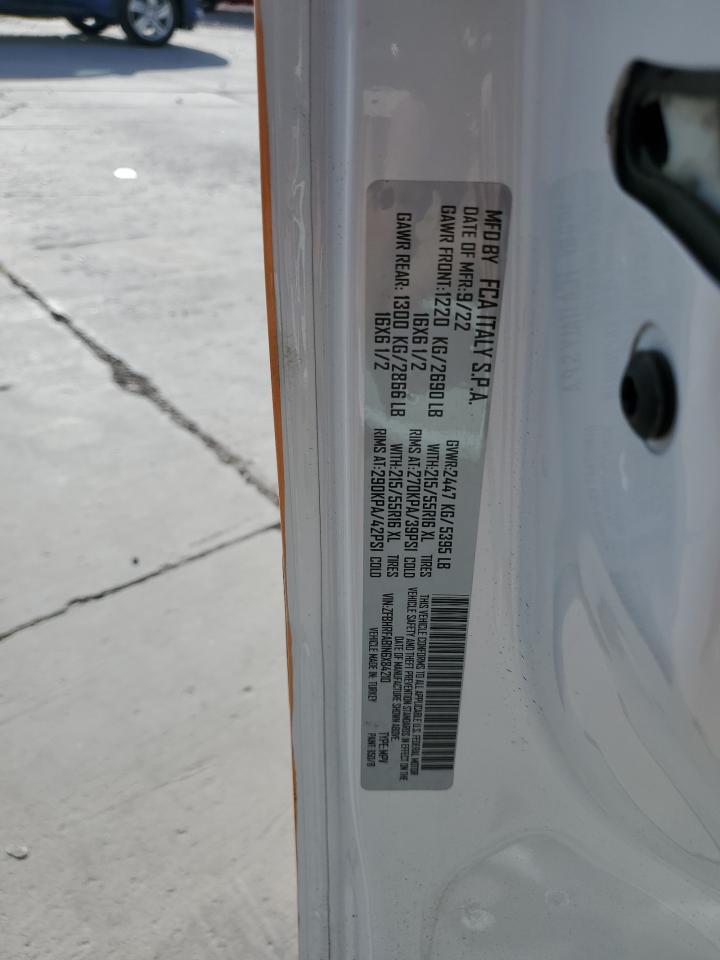 MFD BY FCA ITALY S.P.A.
DATE OF MFR:9/22 GVWR:2447 KG/5395 LB
GAWR FRONT:1220 KG/2690 LB WITH:215/55R16 XL TIRES
16X6 1/2 RIMS AT:270KPA/39PSI COLD
GAWR REAR: 1300 KG/2866 LB WITH:215/55R16 XL TIRES
16X6 1/2 RIMS AT:290KPA/42PSI COLD
THIS VEHICLE CONFORMS TO ALL APPLICABLE U.S. FEDERAL MOTOR
VEHICLE SAFETY AND THEFT PREVENTION STANDARDS IN EFFECT ON THE
DATE OF MANUFACTURE SHOWN ABOVE.
VIN:ZFBHRFAB1N6X84210 TYPE:MPV
VEHICLE MADE IN: TURKEY PAINT: